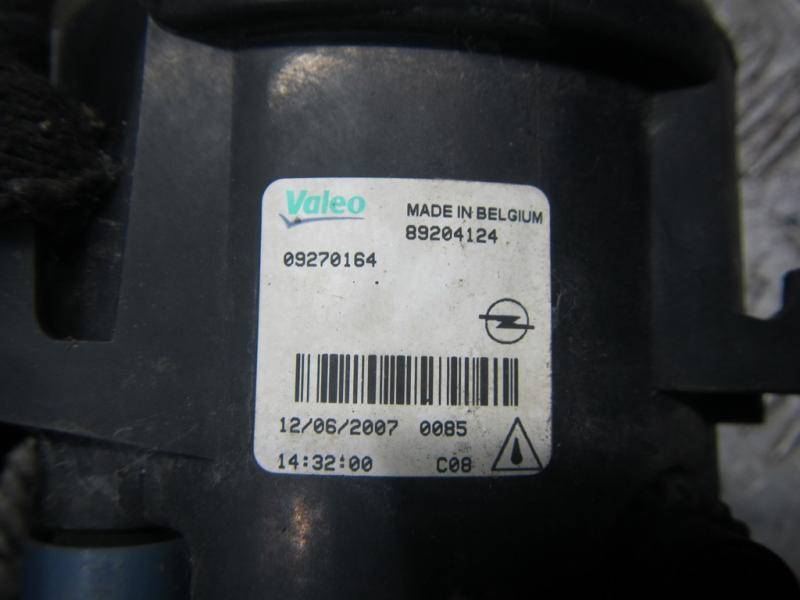 Valeo
MADE IN BELGIUM
89204124
09270164
12/06/2007 0085
14:32:00 C08